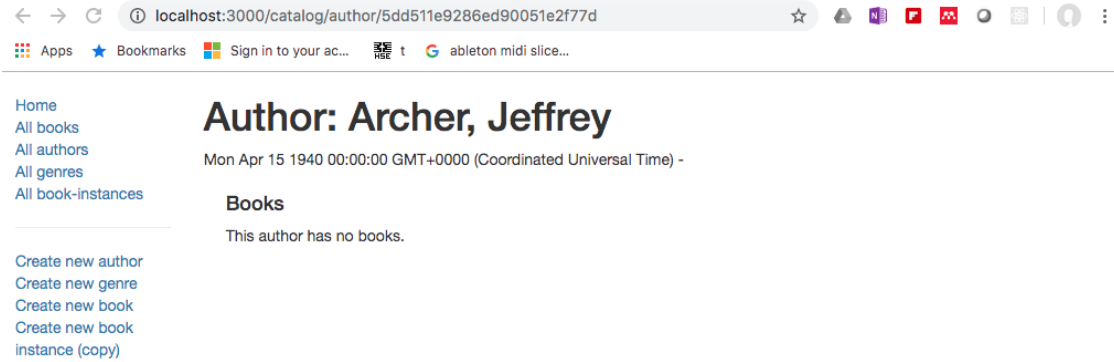 localhost:3000/catalog/author/5dd511e9286ed90051e2f77d
Apps Bookmarks Sign in to your ac... HSE t G ableton midi slice...
Home
All books
All authors
All genres
All book-instances
Create new author
Create new genre
Create new book
Create new book
instance (copy)
Author: Archer, Jeffrey
Mon Apr 15 1940 00:00:00 GMT+0000 (Coordinated Universal Time) -
Books
This author has no books.